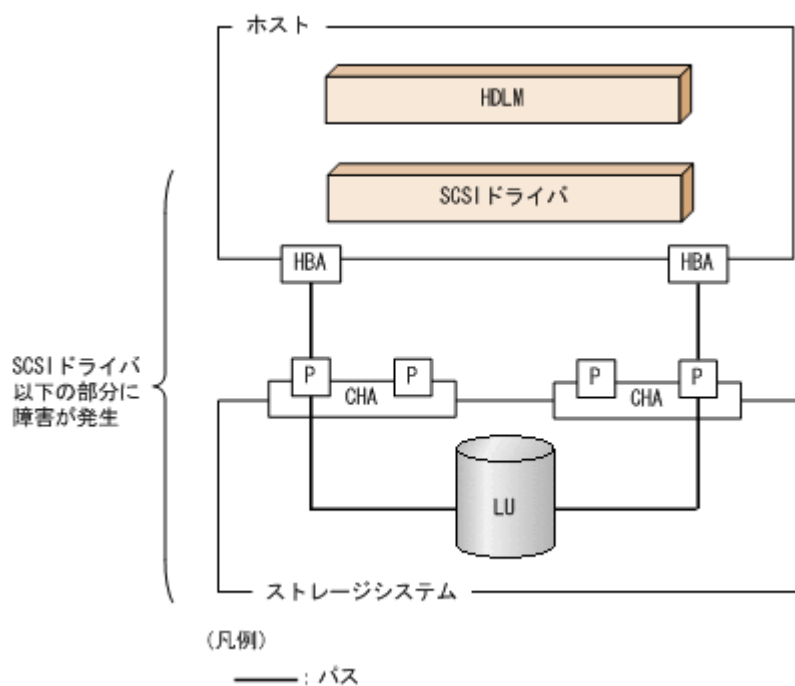 ホスト
HDLM
SCSIドライバ
HBA
HBA
SCSIドライバ
以下の部分に
障害が発生
P
P
P
P
CHA
CHA
LU
ストレージシステム
(凡例)
: パス